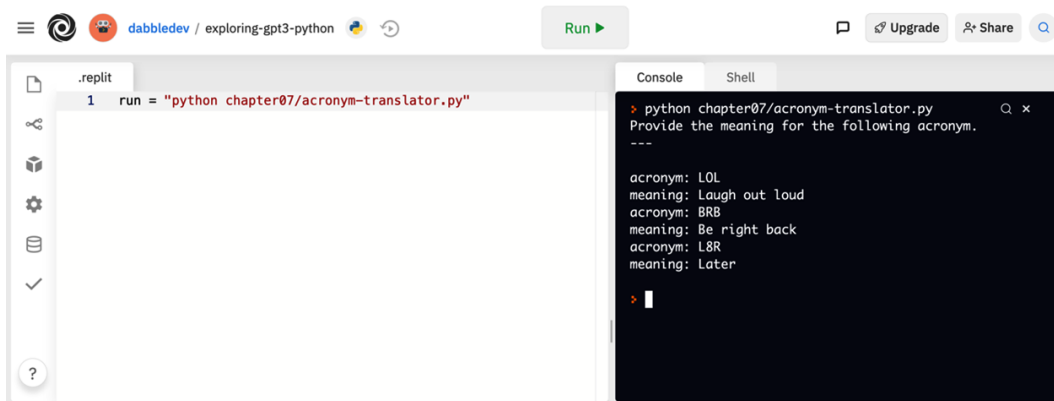 dabbledev / exploring-gpt3-python
Run
Upgrade
Share
.replit
1 run = "python chapter07/acronym-translator.py"
?
Console
Shell
> python chapter07/acronym-translator.py
Provide the meaning for the following acronym.
---
acronym: LOL
meaning: Laugh out loud
acronym: BRB
meaning: Be right back
acronym: L8R
meaning: Later
>